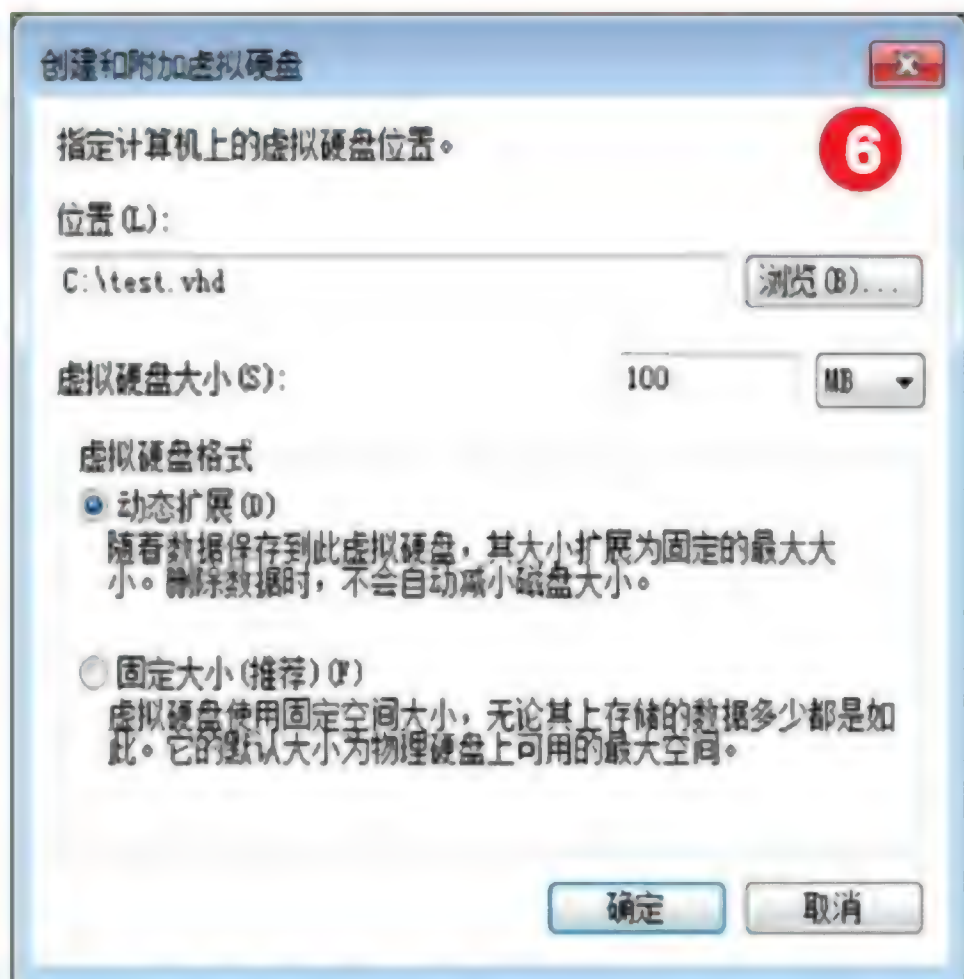 创建和附加虚拟硬盘
6
指定计算机上的虚拟硬盘位置。
位置(L):
C:\test.vhd
浏览(B)...
虚拟硬盘大小(S):
100
MB
虚拟硬盘格式
动态扩展(D)
随着数据保存到此虚拟硬盘，其大小扩展为固定的最大大
小。删除数据时，不会自动减小磁盘大小。
固定大小(推荐)(F)
虚拟硬盘使用固定空间大小，无论其上存储的数据多少都是如
此。它的默认大小为物理硬盘上可用的最大空间。
确定
取消